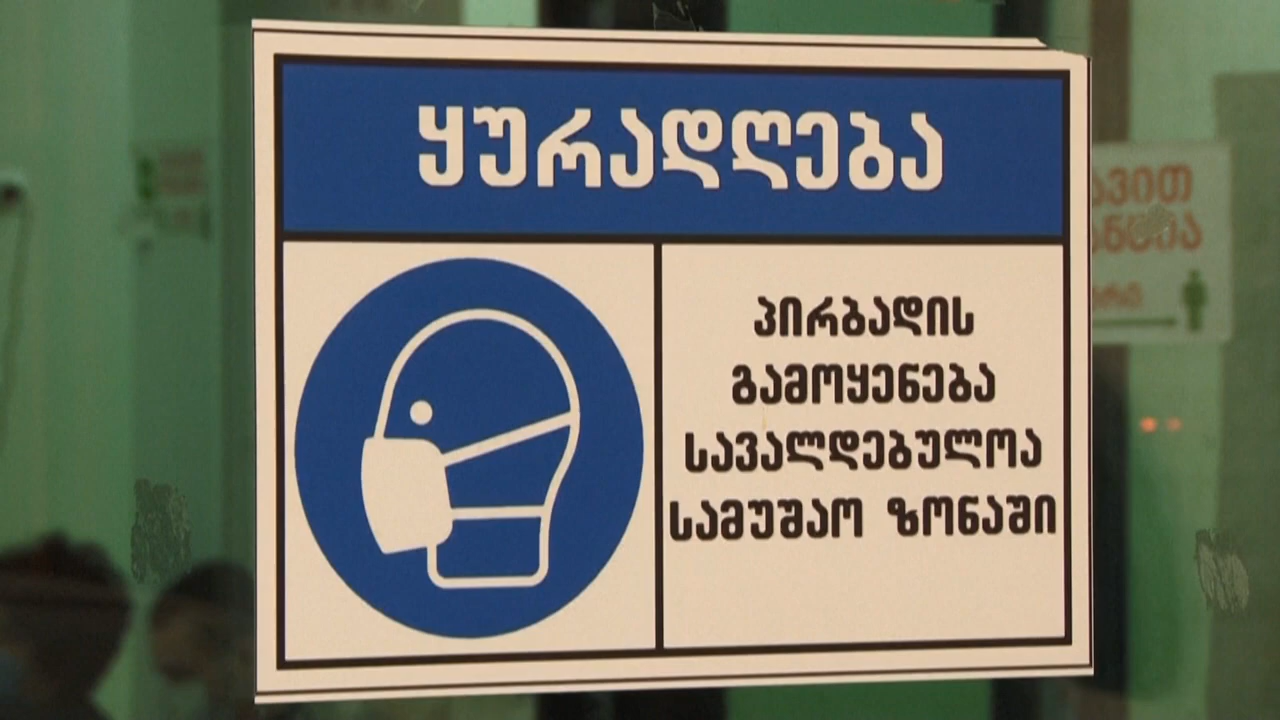 ყურადღება
პირბადის
გამოყენება
სავალდებულოა
სამუშაო ზონაში